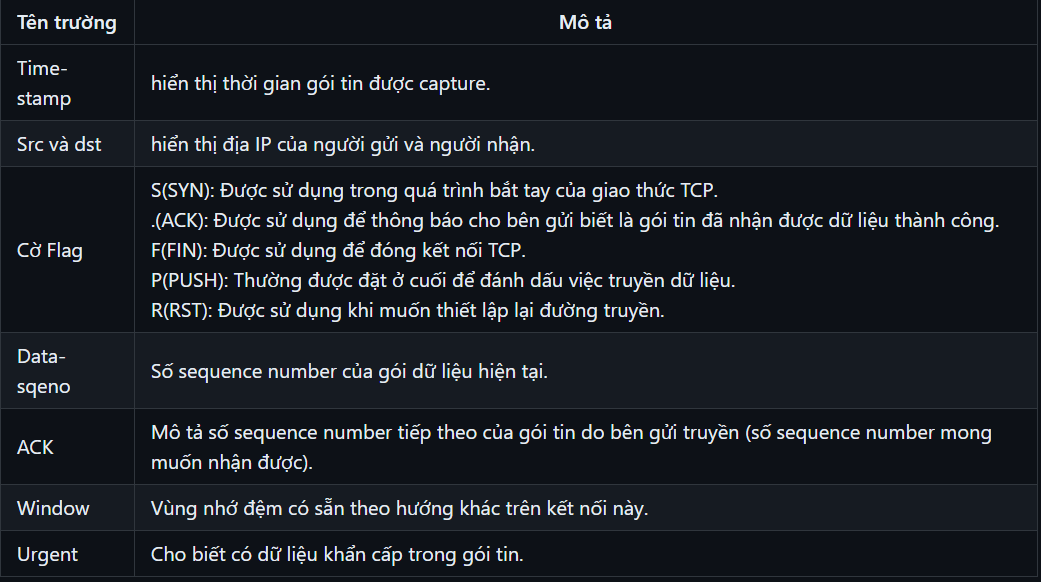 Tên trường
Mô tả
Time-
stamp
hiển thị thời gian gói tin được capture.
Src và dst
hiển thị địa IP của người gửi và người nhận.
Cờ Flag
S(SYN): Được sử dụng trong quá trình bắt tay của giao thức TCP.
.(ACK): Được sử dụng để thông báo cho bên gửi biết là gói tin đã nhận được dữ liệu thành công.
F(FIN): Được sử dụng để đóng kết nối TCP.
P(PUSH): Thường được đặt ở cuối để đánh dấu việc truyền dữ liệu.
R(RST): Được sử dụng khi muốn thiết lập lại đường truyền.
Data-
sqeno
Số sequence number của gói dữ liệu hiện tại.
ACK
Mô tả số sequence number tiếp theo của gói tin do bên gửi truyền (số sequence number mong
muốn nhận được).
Window
Vùng nhớ đệm có sẵn theo hướng khác trên kết nối này.
Urgent
Cho biết có dữ liệu khẩn cấp trong gói tin.